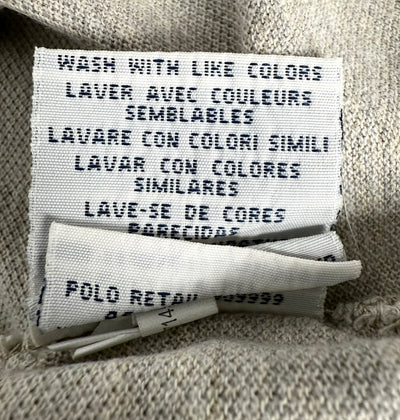 WASH WITH LIKE COLORS
LAVER AVEC COULEURS
SEMBLABLES
LAVARE CON COLORI SIMILI
LAVAR CON COLORES
SIMILARES
LAVE-SE DE CORES
PARECIDAS
POLO RETAIL